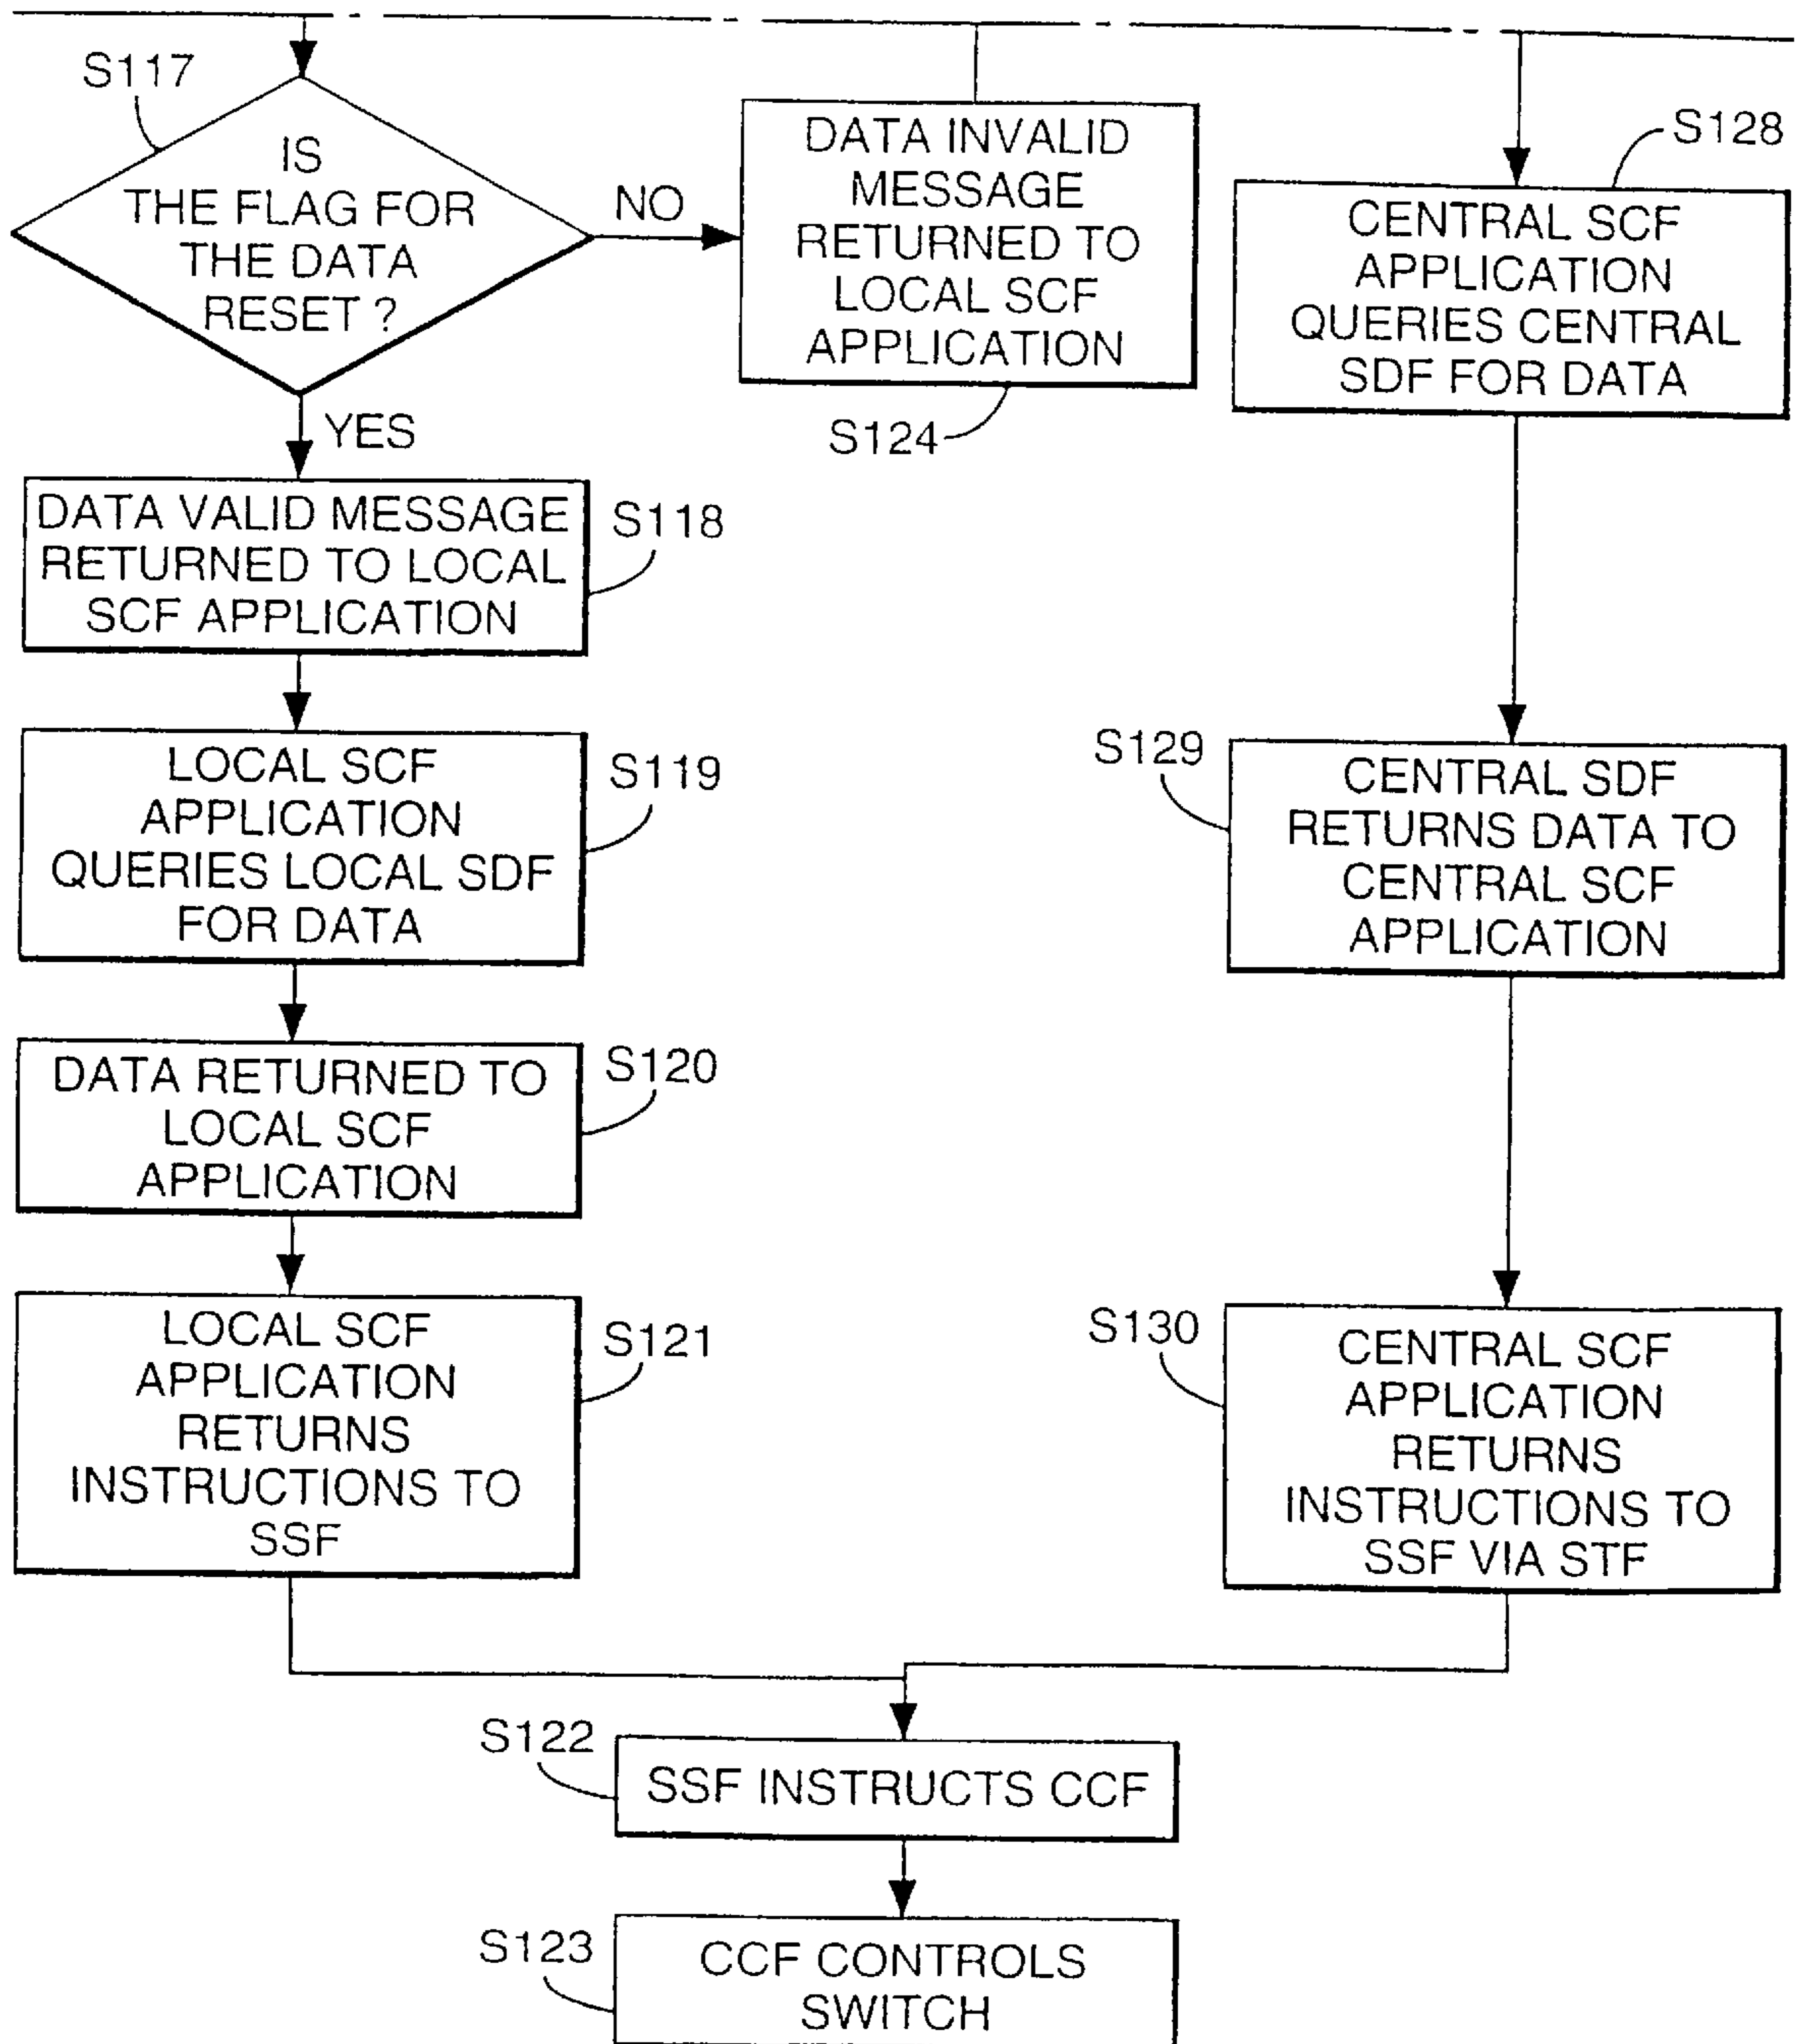 S117
IS
THE FLAG FOR
THE DATA
RESET ?
NO
DATA INVALID
MESSAGE
RETURNED TO
LOCAL SCF
APPLICATION
S124
S128
CENTRAL SCF
APPLICATION
QUERIES CENTRAL
SDF FOR DATA
YES
DATA VALID MESSAGE
RETURNED TO LOCAL
SCF APPLICATION
S118
LOCAL SCF
APPLICATION
QUERIES LOCAL SDF
FOR DATA
S119
S129
CENTRAL SDF
RETURNS DATA TO
CENTRAL SCF
APPLICATION
DATA RETURNED TO
LOCAL SCF
APPLICATION
S120
LOCAL SCF
APPLICATION
RETURNS
INSTRUCTIONS TO
SSF
S121
S130
CENTRAL SCF
APPLICATION
RETURNS
INSTRUCTIONS TO
SSF VIA STF
S122
SSF INSTRUCTS CCF
S123
CCF CONTROLS
SWITCH